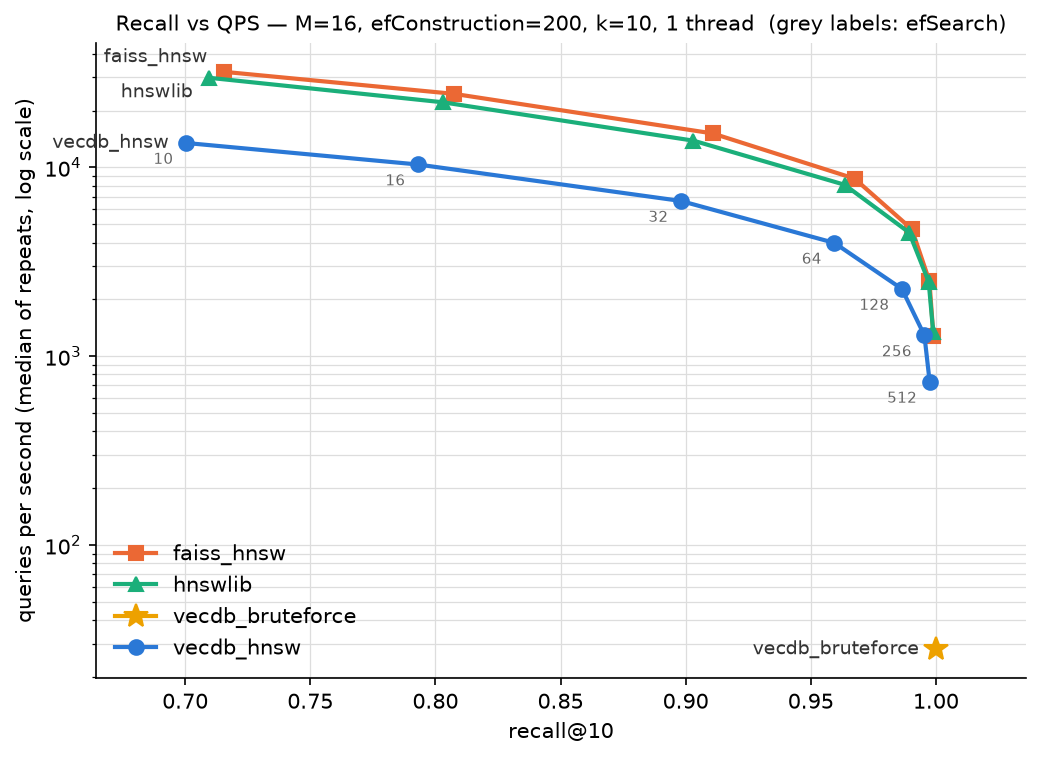 Recall vs QPS — M=16, efConstruction=200, k=10, 1 thread  (grey labels: efSearch)
queries per second (median of repeats, log scale)
10⁴
10³
10²
faiss_hnsw
hnswlib
vecdb_hnsw
10
16
32
64
128
256
512
vecdb_bruteforce
faiss_hnsw
hnswlib
vecdb_bruteforce
vecdb_hnsw
0.70 0.75 0.80 0.85 0.90 0.95 1.00
recall@10